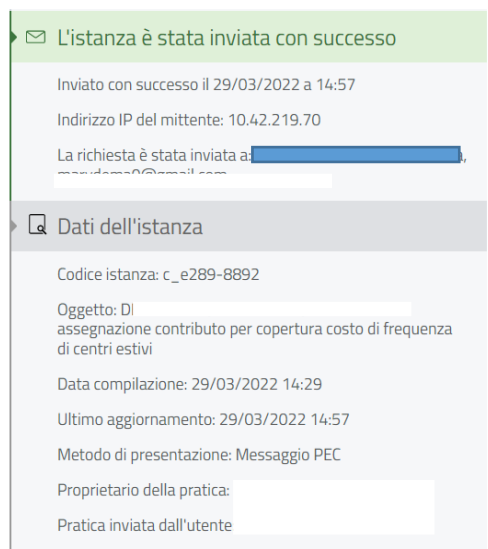 L'istanza è stata inviata con successo
Inviato con successo il 29/03/2022 a 14:57
Indirizzo IP del mittente: 10.42.219.70
La richiesta è stata inviata a:
Dati dell'istanza
Codice istanza: c_e289-8892
Oggetto:
assegnazione contributo per copertura costo di frequenza
di centri estivi
Data compilazione: 29/03/2022 14:29
Ultimo aggiornamento: 29/03/2022 14:57
Metodo di presentazione: Messaggio PEC
Proprietario della pratica:
Pratica inviata dall'utente